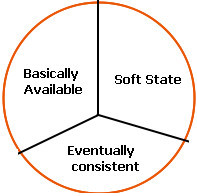 Basically
Available
Soft State
Eventually
consistent